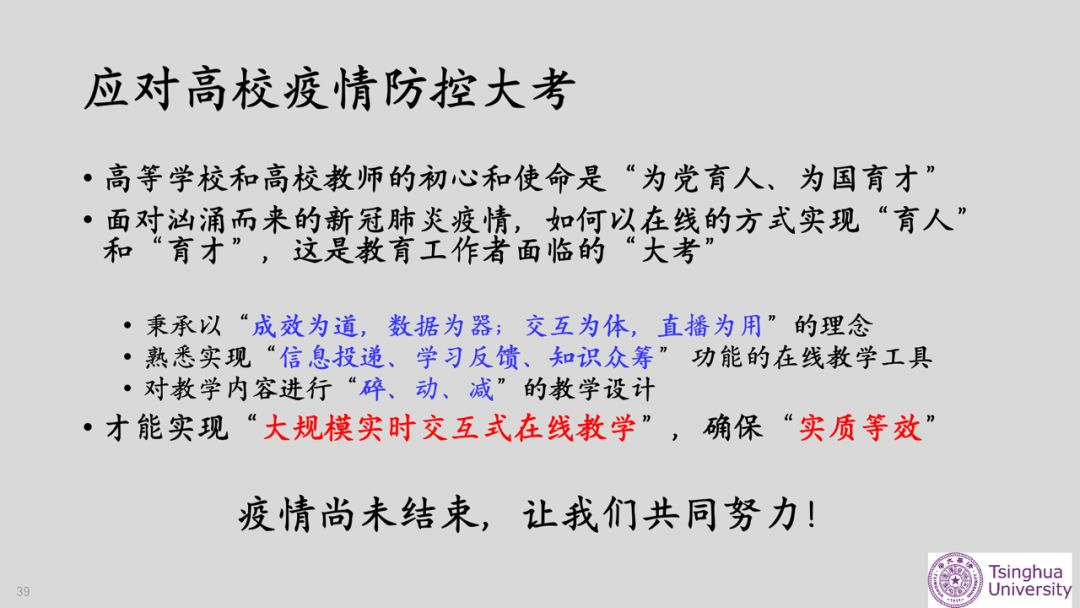 应对高校疫情防控大考
• 高等学校和高校教师的初心和使命是“为党育人、为国育才”
• 面对汹涌而来的新冠肺炎疫情，如何以在线的方式实现“育人”
和“育才”，这是教育工作者面临的“大考”
• 秉承以“成效为道，数据为器；交互为体，直播为用”的理念
• 熟悉实现“信息投递、学习反馈、知识众筹” 功能的在线教学工具
• 对教学内容进行“碎、动、减”的教学设计
• 才能实现“大规模实时交互式在线教学”，确保“实质等效”
疫情尚未结束，让我们共同努力！
39
Tsinghua
University